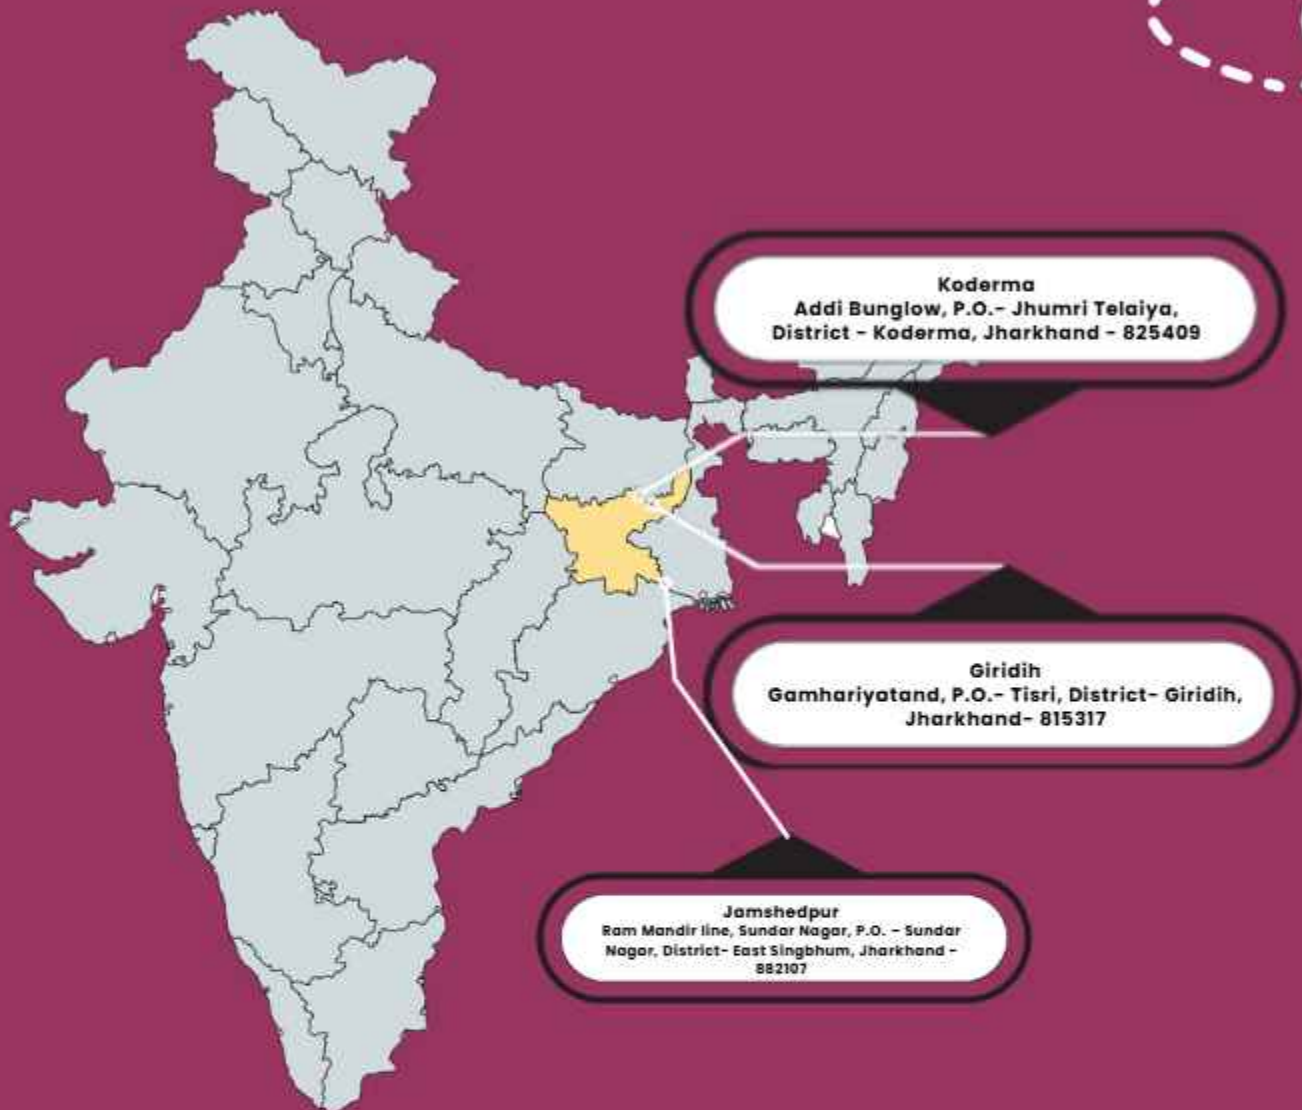 Koderma
Addi Bunglow, P.O.- Jhumri Telaiya,
District - Koderma, Jharkhand - 825409
Giridih
Gamhariyatand, P.O.- Tisri, District- Giridih,
Jharkhand- 815317
Jamshedpur
Ram Mandir line, Sundar Nagar, P.O. - Sundar
Nagar, District- East Singbhum, Jharkhand -
882107